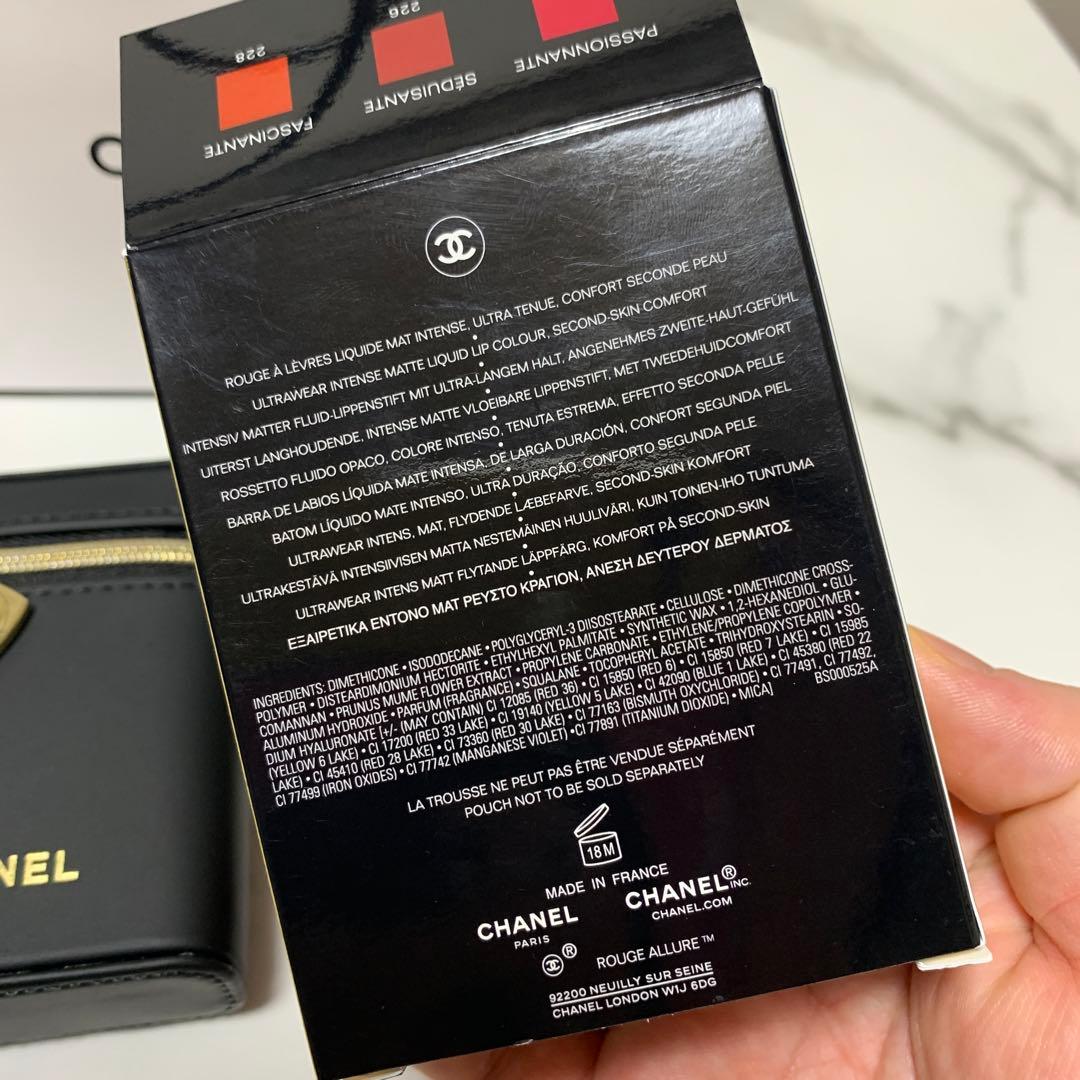 228
226
FASCINANTE
SÉDUISANTE
PASSIONNANTE
ROUGE À LÈVRES LIQUIDE MAT INTENSE, ULTRA TENUE, CONFORT SECONDE PEAU
•
ULTRAWEAR INTENSE MATTE LIQUID LIP COLOUR, SECOND-SKIN COMFORT
•
INTENSIV MATTER FLUID-LIPPENSTIFT MIT ULTRA-LANGEM HALT, ANGENEHMES ZWEITE-HAUT-GEFÜHL
•
UITERST LANGHOUDENDE, INTENSE MATTE VLOEIBARE LIPPENSTIFT, MET TWEEDEHUIDCOMFORT
•
ROSSETTO FLUIDO OPACO, COLORE INTENSO, TENUTA ESTREMA, EFFETTO SECONDA PELLE
•
BARRA DE LABIOS LÍQUIDA MATE INTENSA, DE LARGA DURACIÓN, CONFORT SEGUNDA PIEL
•
BATOM LÍQUIDO MATE INTENSO, ULTRA DURAÇÃO, CONFORTO SEGUNDA PELE
•
ULTRAWEAR INTENS, MAT, FLYDENDE LÆBEFARVE, SECOND-SKIN KOMFORT
•
ULTRAKESTÄVÄ INTENSIIVISEN MATTA NESTEMÄINEN HUULIVÄRI, KUIN TOINEN-IHO TUNTUMA
•
ULTRAWEAR INTENS MATT FLYTANDE LÄPPFÄRG, KOMFORT PÅ SECOND-SKIN
•
ΕΞΑΙΡΕΤΙΚΑ ΕΝΤΟΝΟ ΜΑΤ ΡΕΥΣΤΟ ΚΡΑΓΙΟΝ, ΑΝΕΣΗ ΔΕΥΤΕΡΟΥ ΔΕΡΜΑΤΟΣ
INGREDIENTS: DIMETHICONE • ISODODECANE • POLYGLYCERYL-3 DIISOSTEARATE • CELLULOSE • DIMETHICONE CROSS-
POLYMER • DISTEARDIMONIUM HECTORITE • ETHYLHEXYL PALMITATE • SYNTHETIC WAX • 1,2-HEXANEDIOL • GLU-
COMANNAN • PRUNUS MUME FLOWER EXTRACT • PROPYLENE CARBONATE • ETHYLENE/PROPYLENE COPOLYMER •
ALUMINUM HYDROXIDE • PARFUM (FRAGRANCE) • SQUALANE • TOCOPHERYL ACETATE • TRIHYDROXYSTEARIN • SO-
DIUM HYALURONATE [+/- (MAY CONTAIN) CI 12085 (RED 36) • CI 15850 (RED 6) • CI 15850 (RED 7 LAKE) • CI 15985
(YELLOW 6 LAKE) • CI 17200 (RED 33 LAKE) • CI 19140 (YELLOW 5 LAKE) • CI 42090 (BLUE 1 LAKE) • CI 45380 (RED 22
LAKE) • CI 45410 (RED 28 LAKE) • CI 73360 (RED 30 LAKE) • CI 77163 (BISMUTH OXYCHLORIDE) • CI 77491, CI 77492,
CI 77499 (IRON OXIDES) • CI 77742 (MANGANESE VIOLET) • CI 77891 (TITANIUM DIOXIDE) • MICA] BS000525A
LA TROUSSE NE PEUT PAS ÊTRE VENDUE SÉPARÉMENT
POUCH NOT TO BE SOLD SEPARATELY
18 M
MADE IN FRANCE
CHANEL
PARIS
CHANEL® INC.
CHANEL.COM
®
ROUGE ALLURE™
92200 NEUILLY SUR SEINE
CHANEL LONDON W1J 6DG
NEL